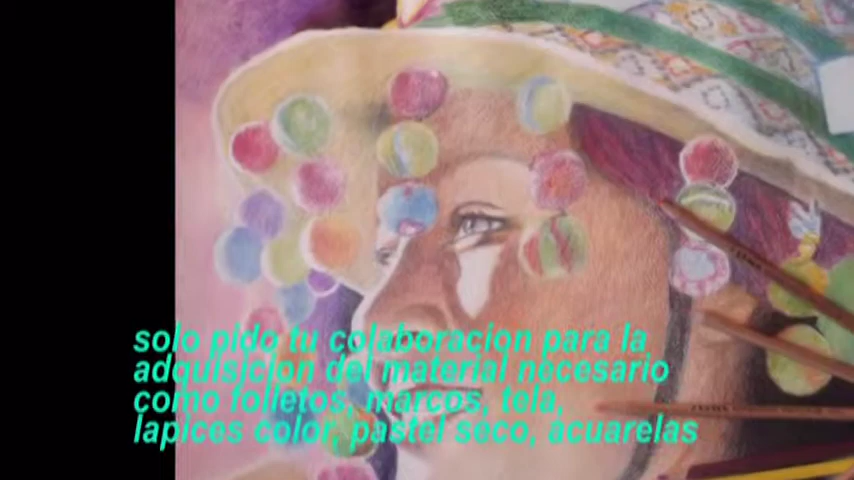 solo pido tu colaboracion para la
adquisicion del material necesario
como folletos, marcos, tela,
lapices color, pastel seco, acuarelas